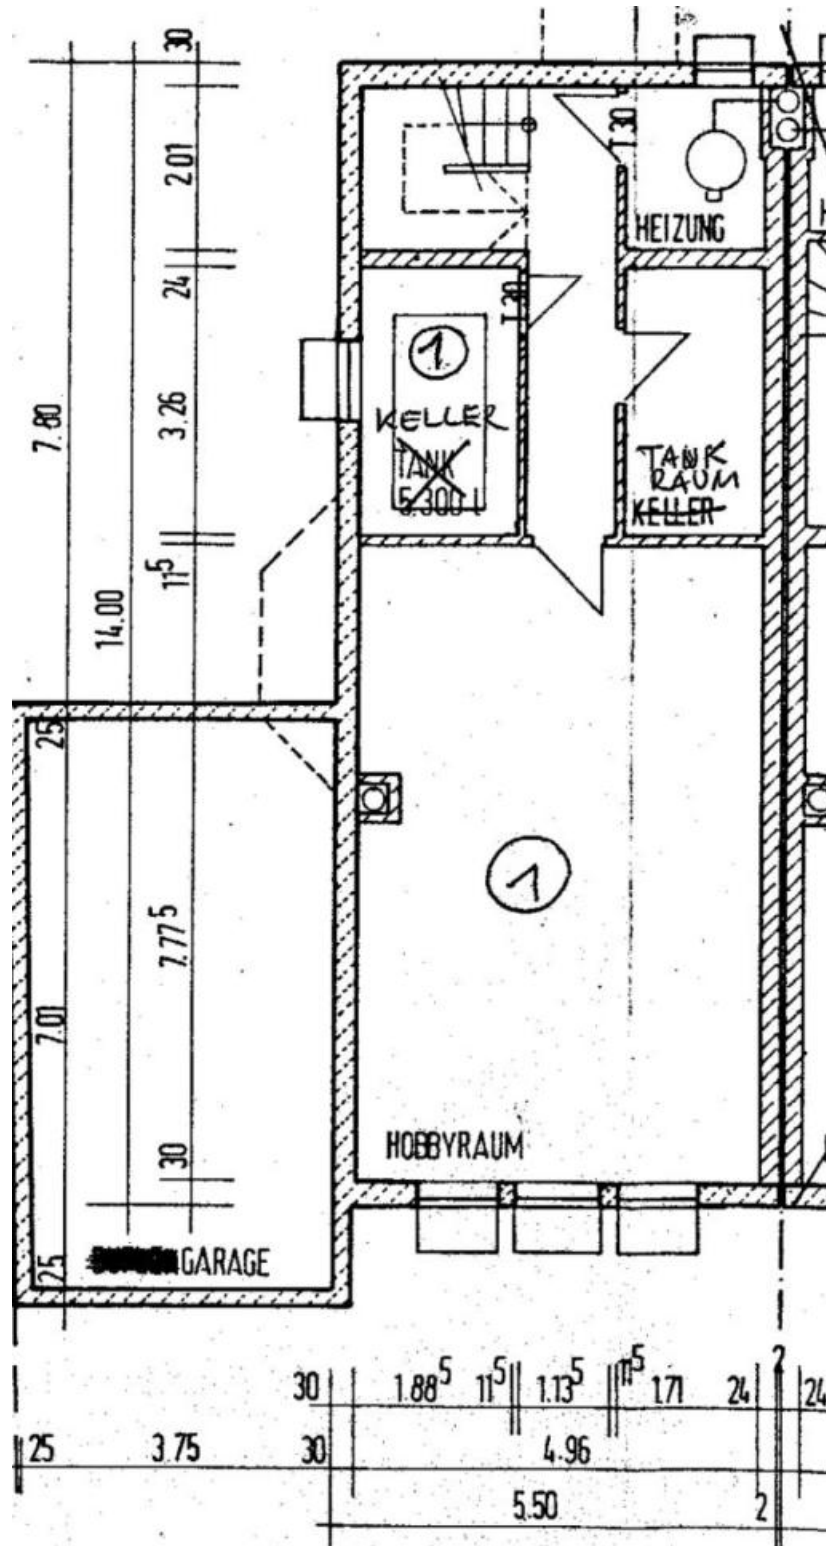 30
2.01
24
3.26
11⁵
7.80
14.00
25
7.77⁵
7.01
30
25
T 30
HEIZUNG
T 30
1
KELLER
TANK
5.300 l
TANK
RAUM
KELLER
1
HOBBYRAUM
GARAGE
30 1.88⁵ 11⁵ 1.13⁵ 11⁵ 1.71 24 2 24
25 3.75 30 4.96
5.50 2